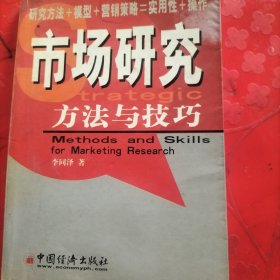 研究方法+模型+营销策略=实用性+操作
市场研究
Strategic
方法与技巧
Methods and Skills
for Marketing Research
李同泽 著
中国经济出版社
www.economyph.com